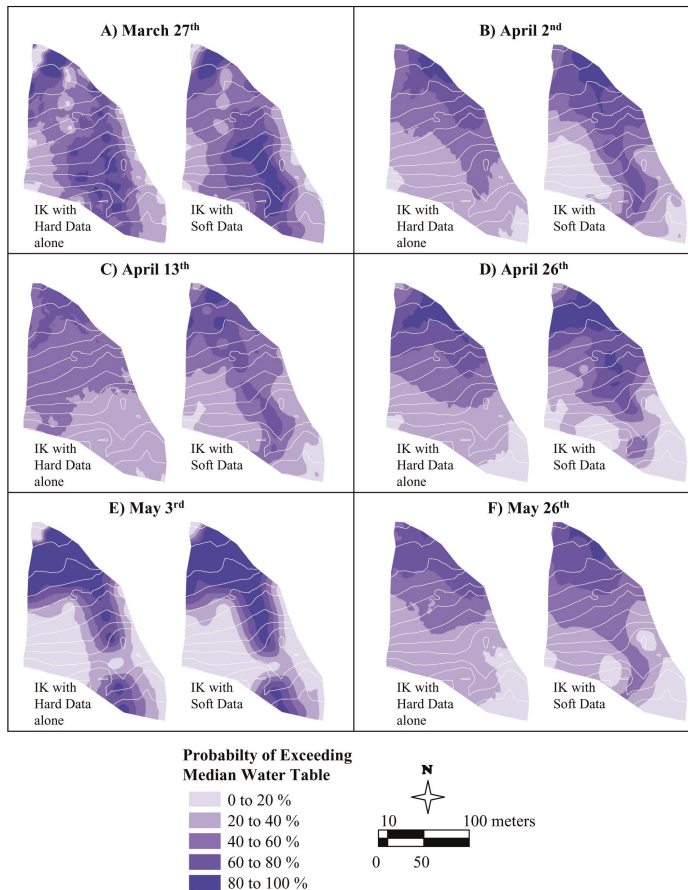 A) March 27th
B) April 2nd
IK with
Hard Data
alone
IK with
Soft Data
IK with
Hard Data
alone
IK with
Soft Data
C) April 13th
D) April 26th
IK with
Hard Data
alone
IK with
Soft Data
IK with
Hard Data
alone
IK with
Soft Data
E) May 3rd
F) May 26th
IK with
Hard Data
alone
IK with
Soft Data
IK with
Hard Data
alone
IK with
Soft Data
Probabilty of Exceeding
Median Water Table
0 to 20 %
20 to 40 %
40 to 60 %
60 to 80 %
80 to 100 %
N
10 100 meters
0 50